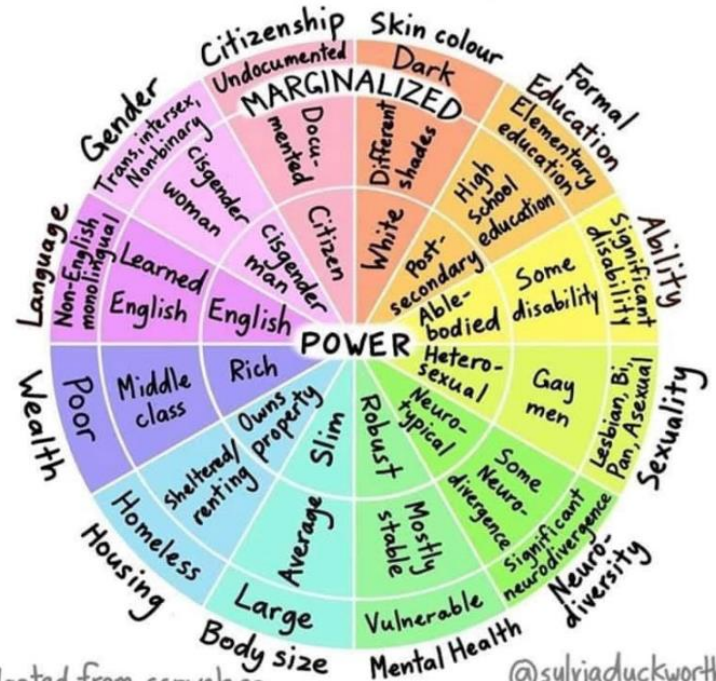 Citizenship
Undocumented
Docu-
mented
Citizen
Skin colour
Dark
Different
shades
White
Formal
Education
Elementary
education
High
School
education
Post-
secondary
Ability
Significant
disability
Some
disability
Able-
bodied
Sexuality
Lesbian, Bi,
Pan, Asexual
Gay
men
Hetero-
sexual
Neuro-
diversity
Significant
neurodivergence
Some
Neuro-
divergence
Neuro-
typical
Mental Health
Vulnerable
Mostly
stable
Robust
Body size
Large
Average
Slim
Housing
Homeless
Sheltered/
renting
Owns
property
Wealth
Poor
Middle
class
Rich
Language
Non-English
monolingual
Learned
English
English
Gender
Trans, intersex,
Nonbinary
Cisgender
woman
Cisgender
man
MARGINALIZED
POWER
@sylviaduckworth